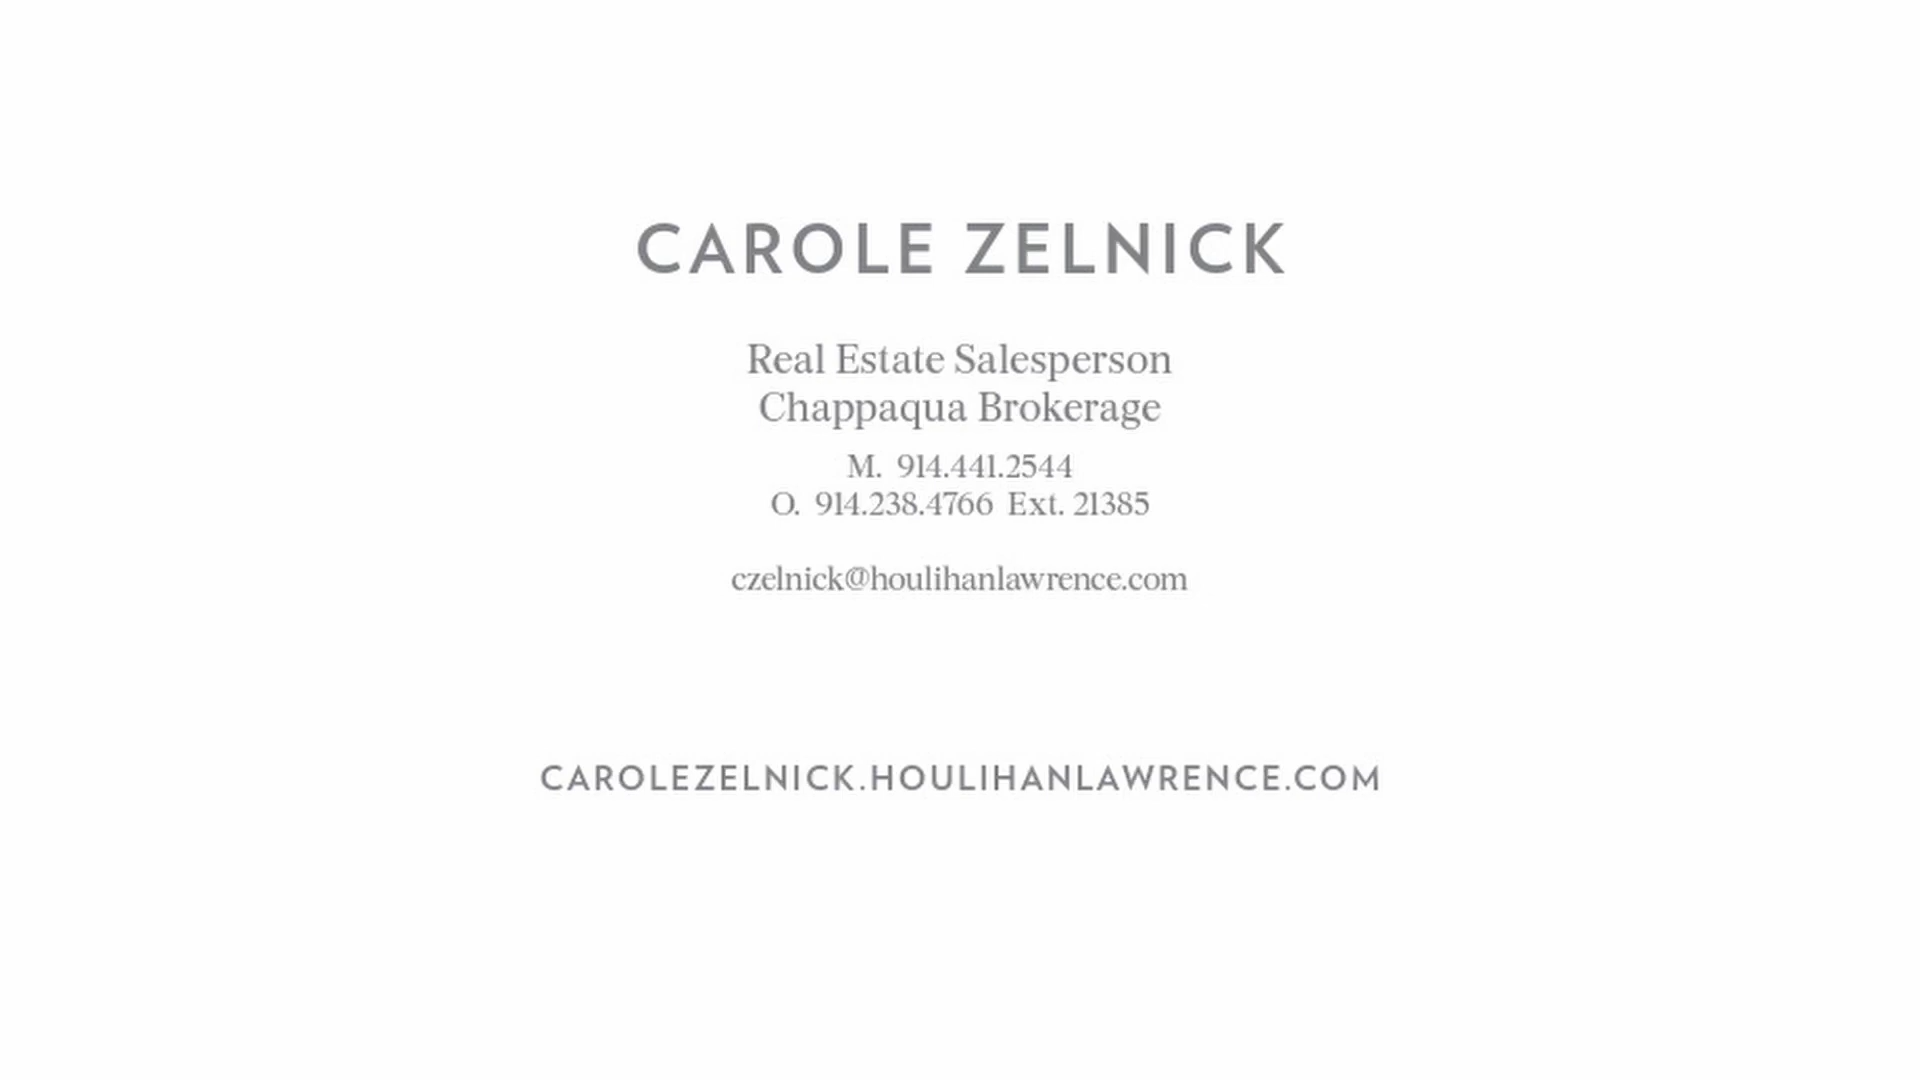 CAROLE ZELNICK
Real Estate Salesperson
Chappaqua Brokerage
M. 914.441.2544
O. 914.238.4766 Ext. 21385
czelnick@houlihanlawrence.com
CAROLEZELNICK.HOULIHANLAWRENCE.COM